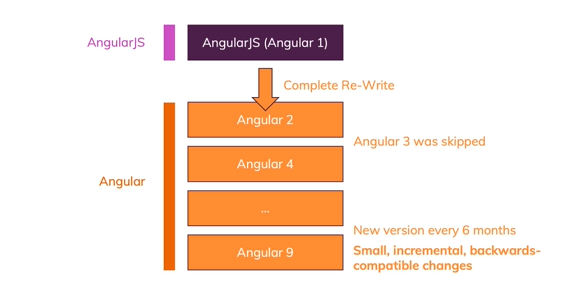 AngularJS
AngularJS (Angular 1)
Complete Re-Write
Angular 2
Angular 3 was skipped
Angular 4
Angular
...
New version every 6 months
Angular 9
Small, incremental, backwards-
compatible changes